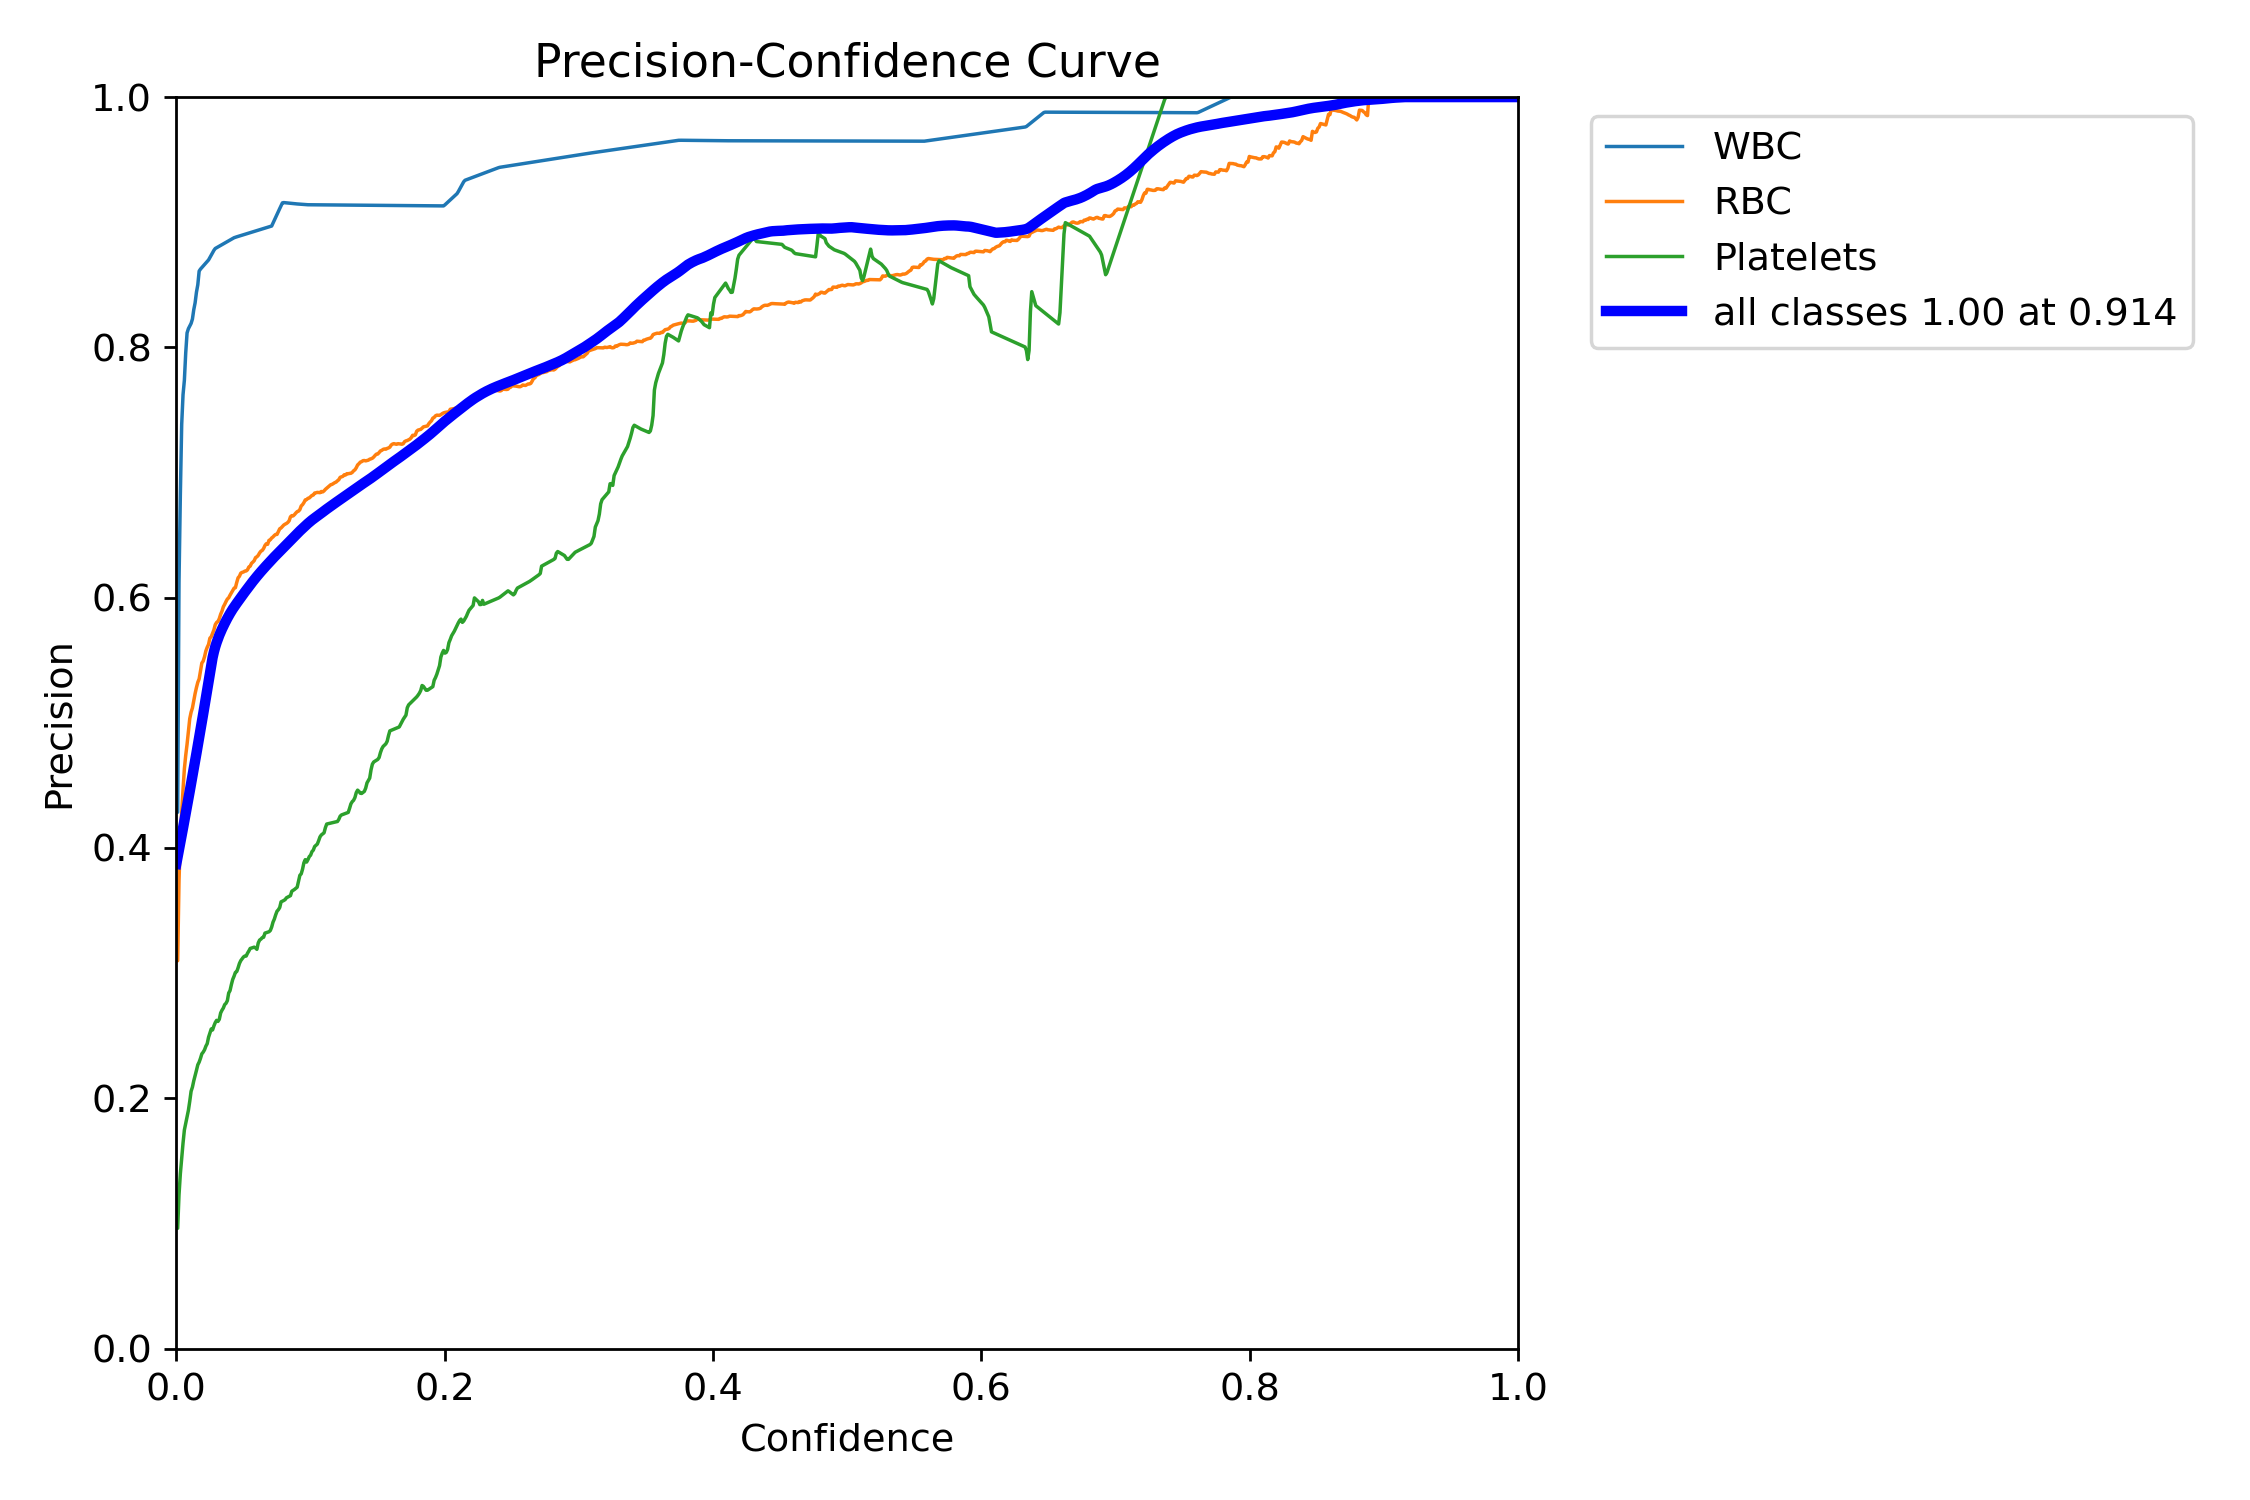 Precision-Confidence Curve
1.0
0.8
0.6
0.4
0.2
0.0
Precision
0.0 0.2 0.4 0.6 0.8 1.0
Confidence
WBC
RBC
Platelets
all classes 1.00 at 0.914